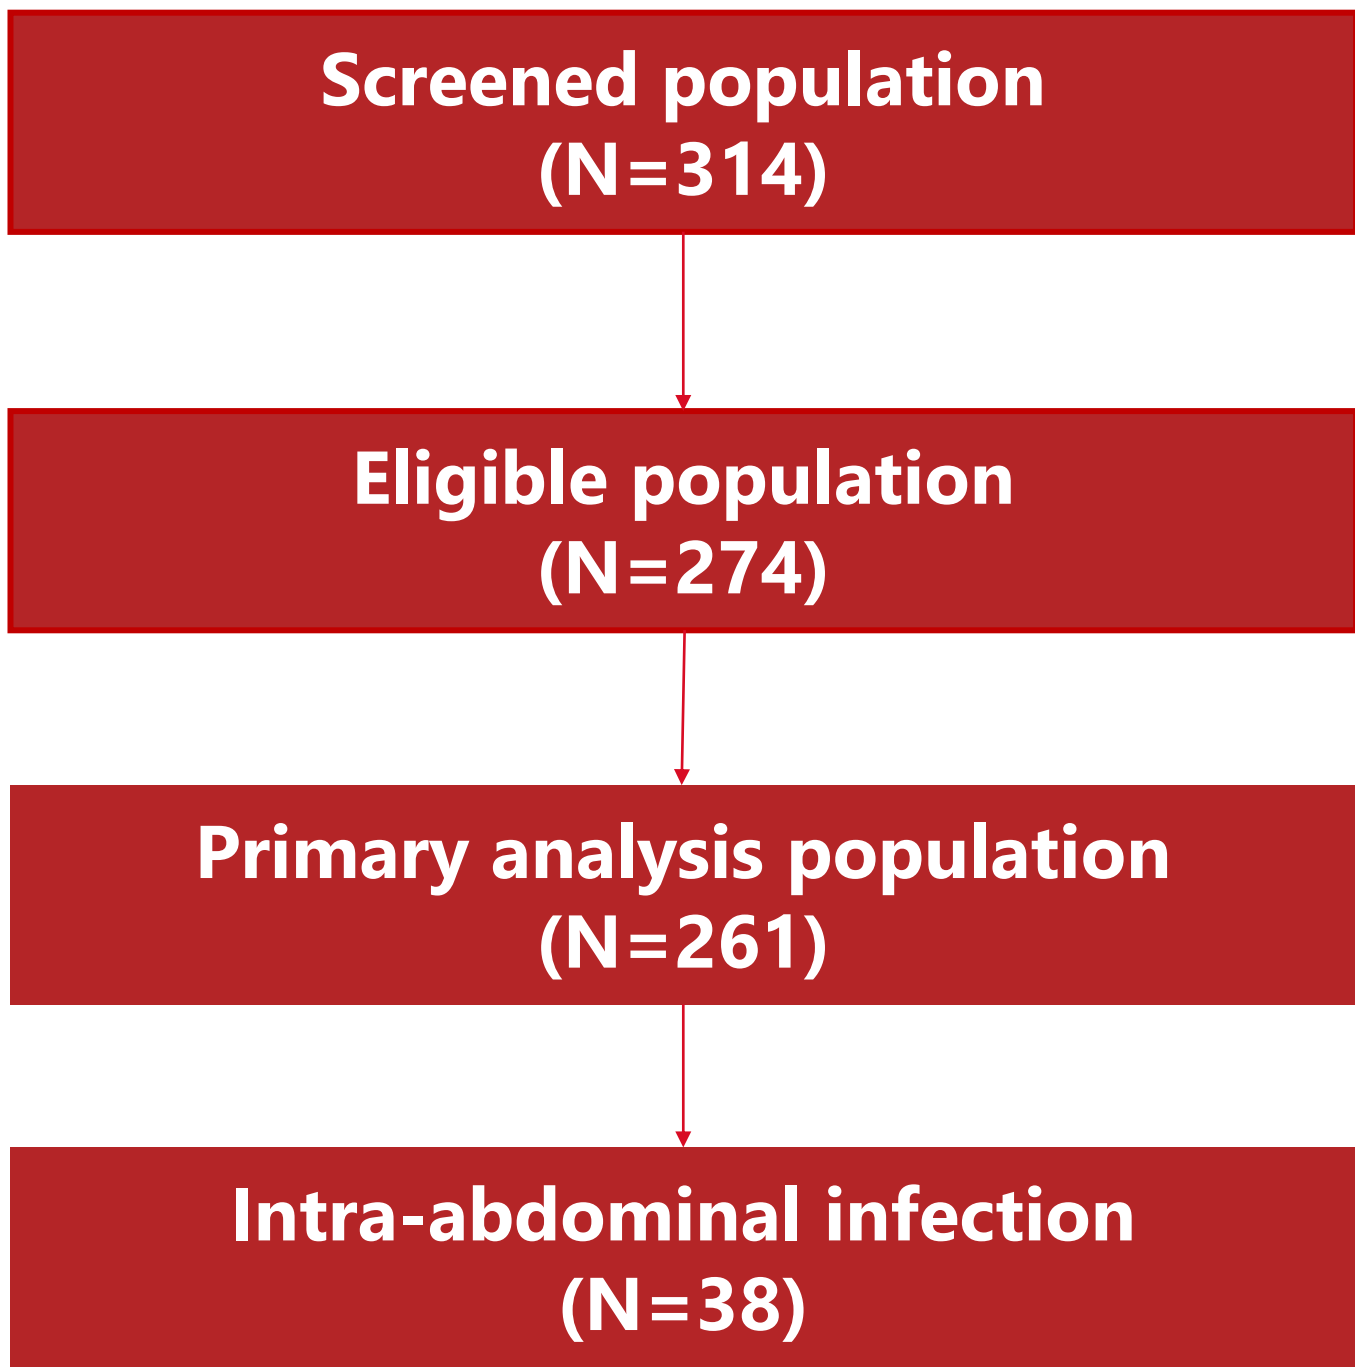 Screened population
(N=314)
Eligible population
(N=274)
Primary analysis population
(N=261)
Intra-abdominal infection
(N=38)